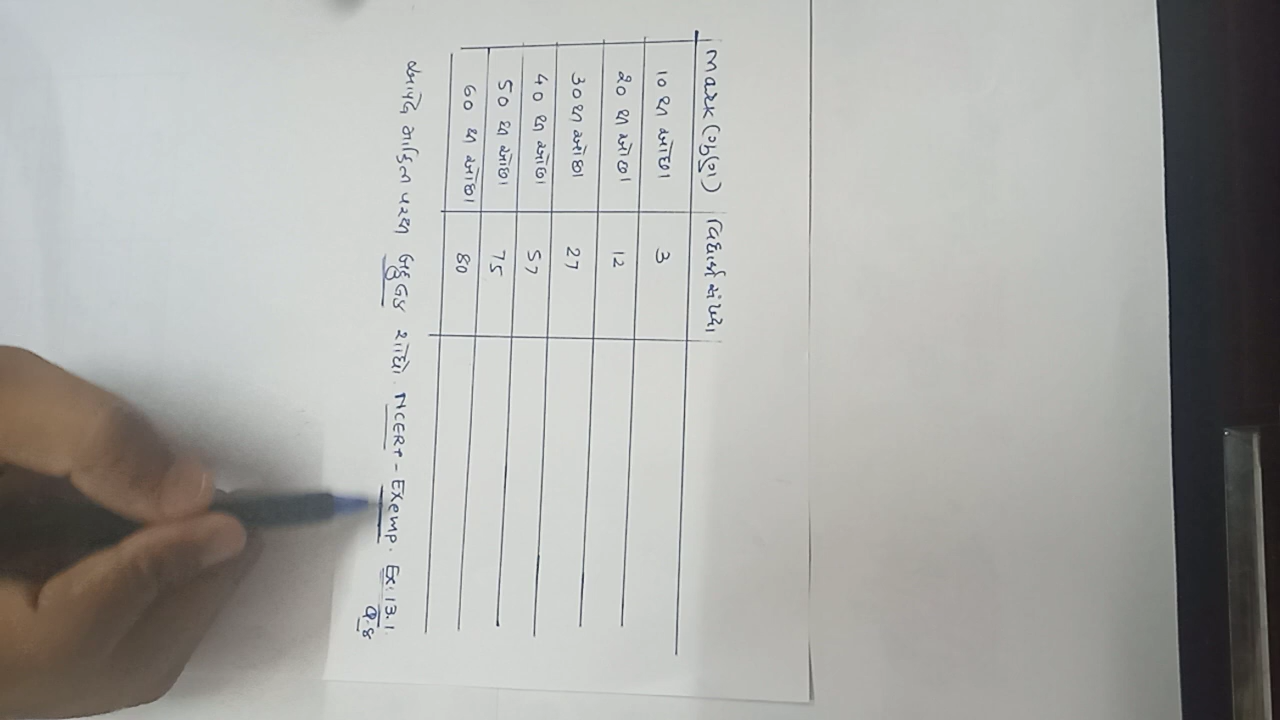 Mark (ગુણ) વિદ્યાર્થી સંખ્યા
10 થી ઓછા 3
20 થી ઓછા 12
30 થી ઓછા 27
40 થી ઓછા 57
50 થી ઓછા 75
60 થી ઓછા 80
આપેલ માહિતી પરથી બહુલક શોધો. NCERT - Exemp. Ex:13.1.
Q.8